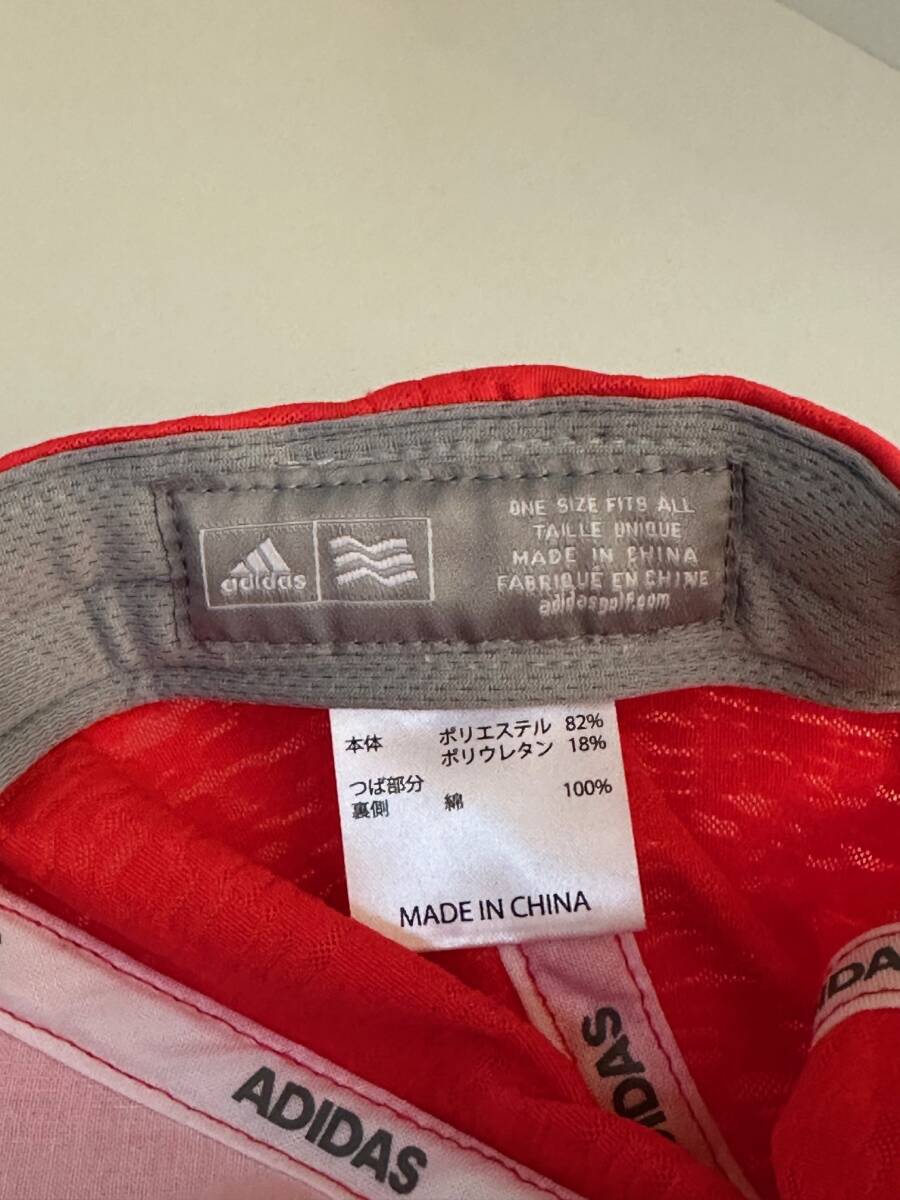 adidas
ONE SIZE FITS ALL
TAILLE UNIQUE
MADE IN CHINA
FABRIQUÉ EN CHINE
adidasgolf.com
本体 ポリエステル 82%
ポリウレタン 18%
つば部分
裏側 綿 100%
MADE IN CHINA
ADIDAS
ADIDAS
IDA